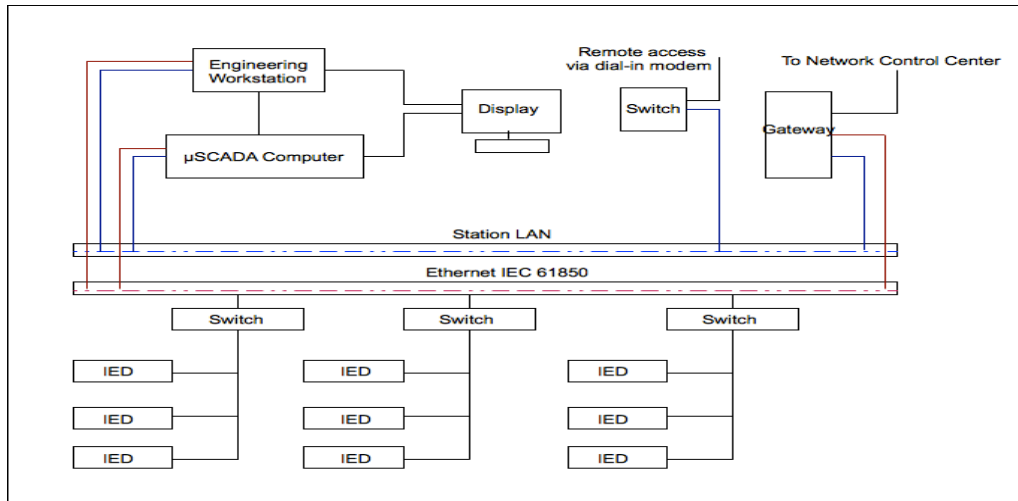 Engineering
Workstation
Remote access
via dial-in modem
To Network Control Center
Display
Switch
Gateway
µSCADA Computer
Station LAN
Ethernet IEC 61850
Switch
Switch
Switch
IED
IED
IED
IED
IED
IED
IED
IED
IED